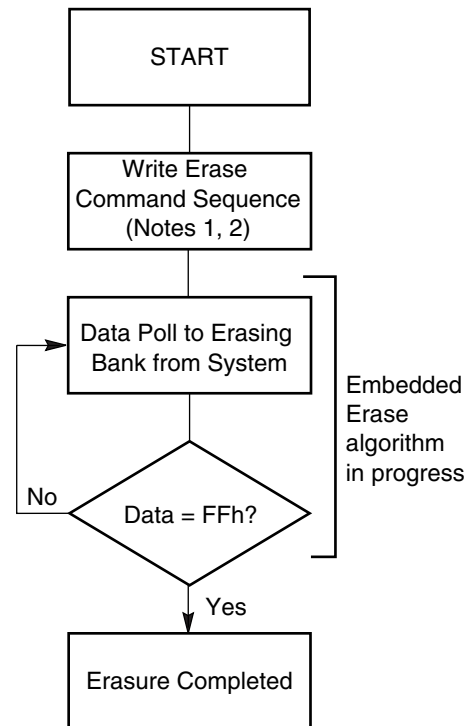 START
Write Erase
Command Sequence
(Notes 1, 2)
Data Poll to Erasing
Bank from System
Embedded
Erase
algorithm
in progress
No
Data = FFh?
Yes
Erasure Completed